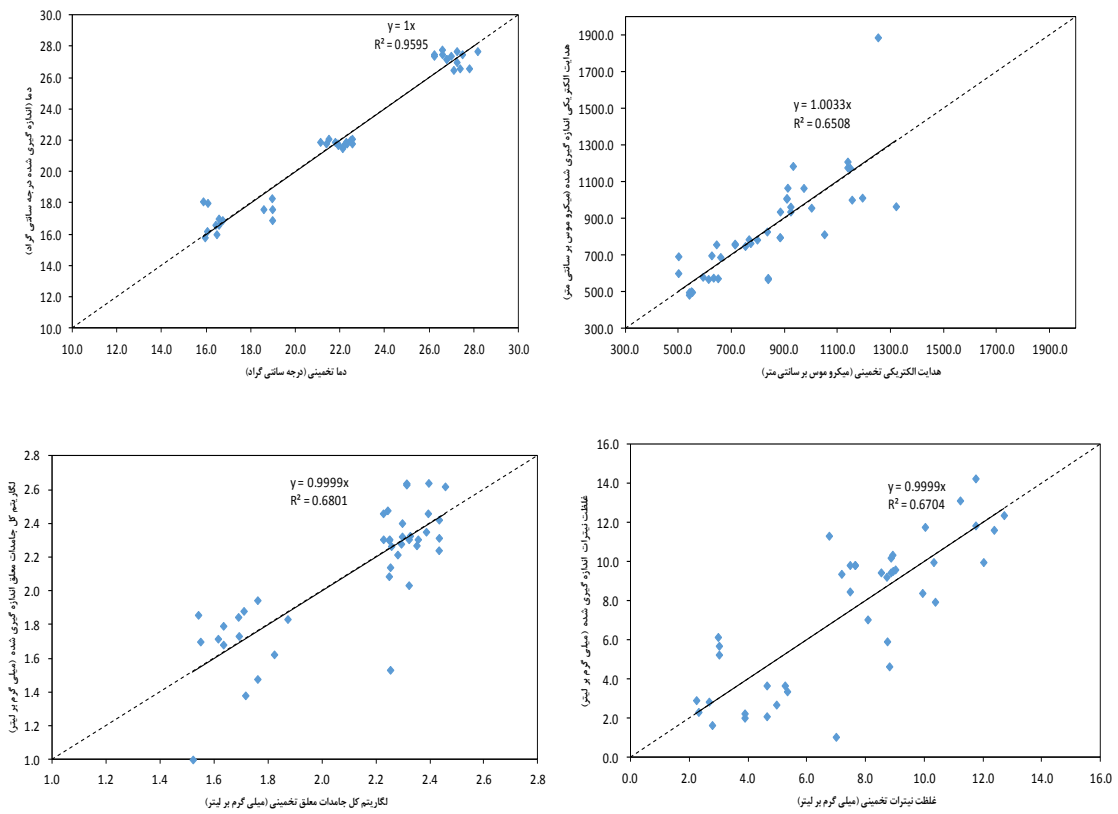 y = 1x
R² = 0.9595
30.0
28.0
26.0
24.0
22.0
20.0
18.0
16.0
14.0
12.0
10.0
10.0 12.0 14.0 16.0 18.0 20.0 22.0 24.0 26.0 28.0 30.0
دما (اندازه گیری شده درجه سانتی گراد)
دما تخمینی (درجه سانتی گراد)
y = 1.0033x
R² = 0.6508
1900.0
1700.0
1500.0
1300.0
1100.0
900.0
700.0
500.0
300.0
300.0 500.0 700.0 900.0 1100.0 1300.0 1500.0 1700.0 1900.0
هدایت الکتریکی اندازه گیری شده (میکرو موس بر سانتی متر)
هدایت الکتریکی تخمینی (میکرو موس بر سانتی متر)
y = 0.9999x
R² = 0.6801
2.8
2.6
2.4
2.2
2.0
1.8
1.6
1.4
1.2
1.0
1.0 1.2 1.4 1.6 1.8 2.0 2.2 2.4 2.6 2.8
لگاریتم کل جامدات معلق اندازه گیری شده (میلی گرم بر لیتر)
لگاریتم کل جامدات معلق تخمینی (میلی گرم بر لیتر)
y = 0.9999x
R² = 0.6704
16.0
14.0
12.0
10.0
8.0
6.0
4.0
2.0
0.0
0.0 2.0 4.0 6.0 8.0 10.0 12.0 14.0 16.0
غلظت نیترات اندازه گیری شده (میلی گرم بر لیتر)
غلظت نیترات تخمینی (میلی گرم بر لیتر)